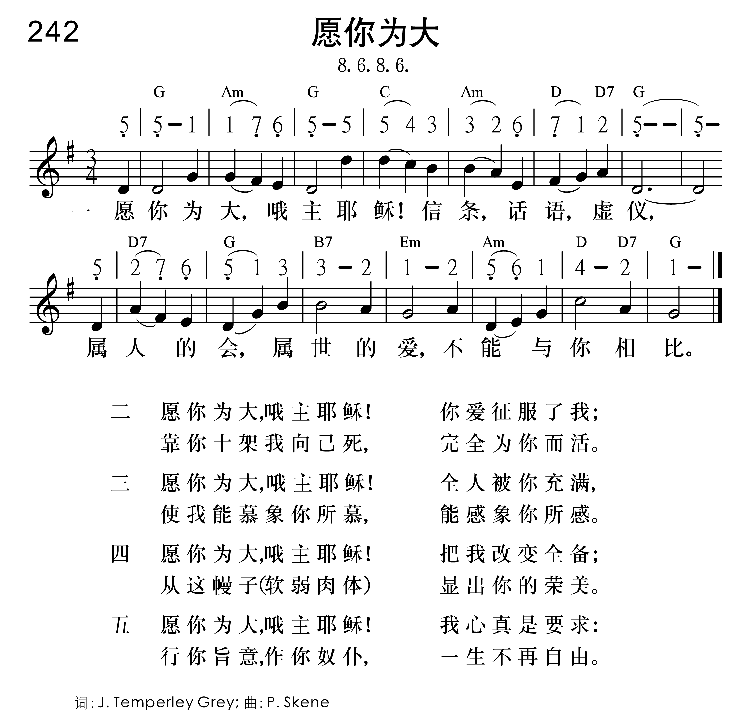 242
愿你为大
8. 6. 8. 6.
G Am G C Am D D7 G
5 | 5 – 1 | 1 7 6 | 5 – 5 | 5 4 3 | 3 2 6 | 7 1 2 | 5 – – | 5 –
3
4
一 愿 你 为 大, 哦 主 耶 稣! 信 条, 话 语, 虚 仪,
D7 G B7 Em Am D D7 G
5 | 2 7 6 | 5 1 3 | 3 – 2 | 1 – 2 | 5 6 1 | 4 – 2 | 1 – ‖
属 人 的 会, 属 世 的 爱, 不 能 与 你 相 比。
二 愿你为大,哦主耶稣! 你爱征服了我;
靠你十架我向己死, 完全为你而活。
三 愿你为大,哦主耶稣! 全人被你充满,
使我能慕象你所慕, 能感象你所感。
四 愿你为大,哦主耶稣! 把我改变全备;
从这幔子(软弱肉体) 显出你的荣美。
五 愿你为大,哦主耶稣! 我心真是要求:
行你旨意,作你奴仆, 一生不再自由。
词: J. Temperley Grey; 曲: P. Skene